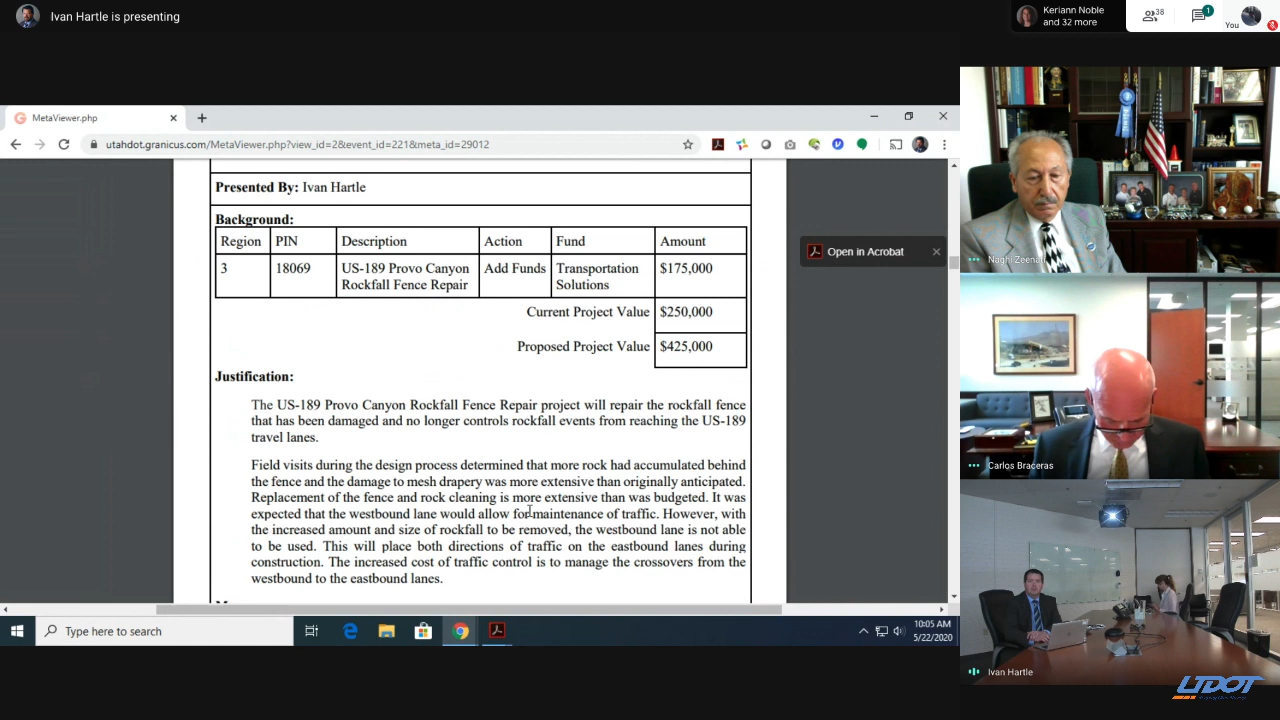 Ivan Hartle is presenting
Keriann Noble
and 32 more
38
1
You
MetaViewer.php
utahdot.granicus.com/MetaViewer.php?view_id=2&event_id=221&meta_id=29012
Presented By: Ivan Hartle
Background:
Region PIN Description Action Fund Amount
3 18069 US-189 Provo Canyon Add Funds Transportation $175,000
Rockfall Fence Repair Solutions
Current Project Value $250,000
Proposed Project Value $425,000
Justification:
The US-189 Provo Canyon Rockfall Fence Repair project will repair the rockfall fence
that has been damaged and no longer controls rockfall events from reaching the US-189
travel lanes.
Field visits during the design process determined that more rock had accumulated behind
the fence and the damage to mesh drapery was more extensive than originally anticipated.
Replacement of the fence and rock cleaning is more extensive than was budgeted. It was
expected that the westbound lane would allow for maintenance of traffic. However, with
the increased amount and size of rockfall to be removed, the westbound lane is not able
to be used. This will place both directions of traffic on the eastbound lanes during
construction. The increased cost of traffic control is to manage the crossovers from the
westbound to the eastbound lanes.
Open in Acrobat
Naghi Zeenati
Carlos Braceras
Ivan Hartle
UDOT
Type here to search
10:05 AM
5/22/2020